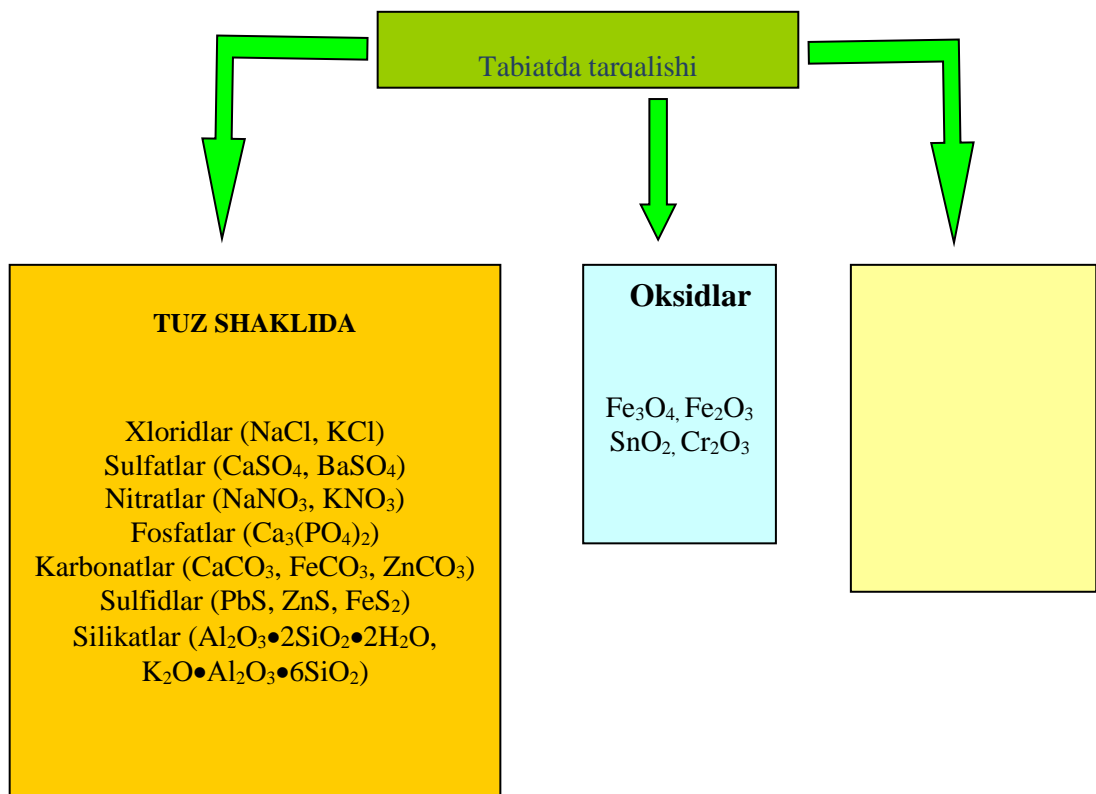 Tabiatda tarqalishi
TUZ SHAKLIDA
Xloridlar (NaCl, KCl)
Sulfatlar (CaSO₄, BaSO₄)
Nitratlar (NaNO₃, KNO₃)
Fosfatlar (Ca₃(PO₄)₂)
Karbonatlar (CaCO₃, FeCO₃, ZnCO₃)
Sulfidlar (PbS, ZnS, FeS₂)
Silikatlar (Al₂O₃●2SiO₂●2H₂O,
K₂O●Al₂O₃●6SiO₂)
Oksidlar
Fe₃O₄, Fe₂O₃
SnO₂, Cr₂O₃